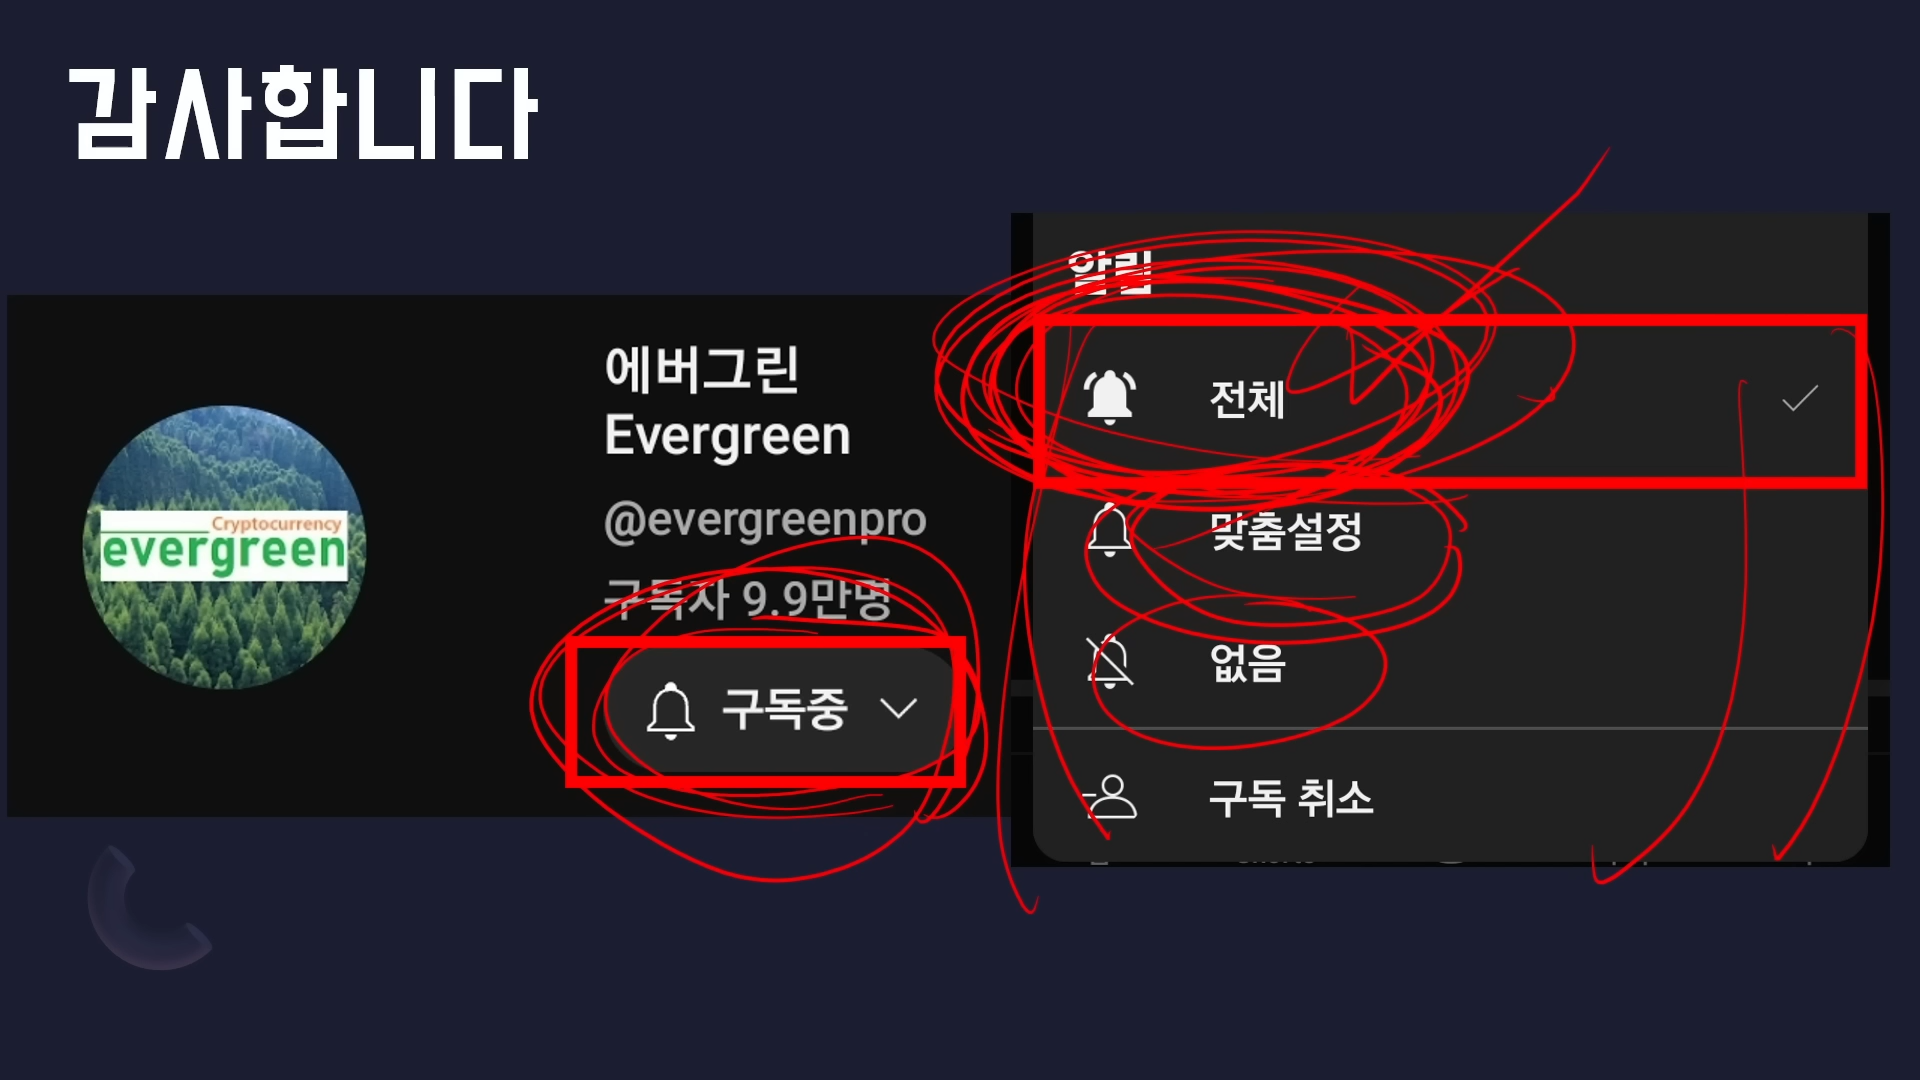 감사합니다
Cryptocurrency
evergreen
에버그린
Evergreen
@evergreenpro
구독자 9.9만명
구독중
알림
전체
맞춤설정
없음
구독 취소